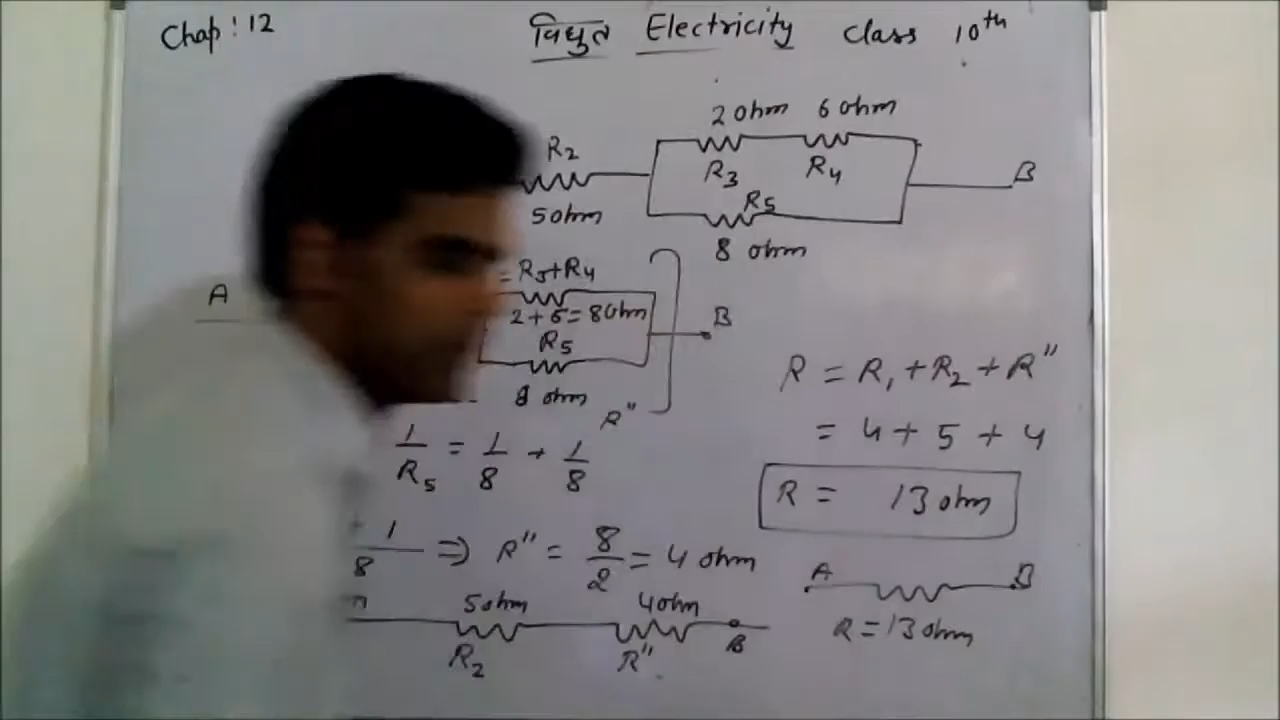 Chap: 12 विधुत Electricity Class 10th
2 ohm 6 ohm
R2 R3 R4 B
5 ohm R5
8 ohm
= R3+R4
A 2 + 6 = 8 ohm B
R5
8 ohm R"
R = R1 + R2 + R"
= 4 + 5 + 4
R = 13 ohm
1/R5 = 1/8 + 1/8
1/8 ⇒ R" = 8/2 = 4 ohm
5 ohm 4 ohm
R2 R" B
A B
R = 13 ohm